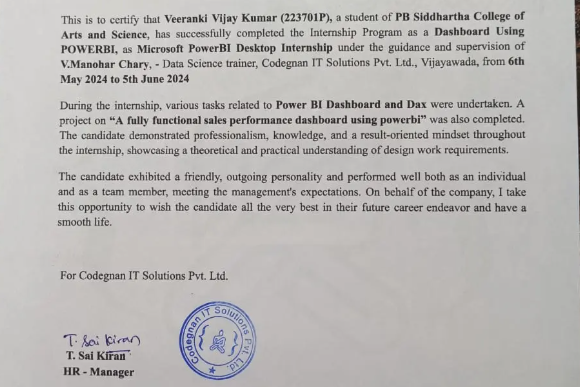 This is to certify that Veeranki Vijay Kumar (223701P), a student of PB Siddhartha College of
Arts and Science, has successfully completed the Internship Program as a Dashboard Using
POWERBI, as Microsoft PowerBI Desktop Internship under the guidance and supervision of
V.Manohar Chary, - Data Science trainer, Codegnan IT Solutions Pvt. Ltd., Vijayawada, from 6th
May 2024 to 5th June 2024
During the internship, various tasks related to Power BI Dashboard and Dax were undertaken. A
project on “A fully functional sales performance dashboard using powerbi” was also completed.
The candidate demonstrated professionalism, knowledge, and a result-oriented mindset throughout
the internship, showcasing a theoretical and practical understanding of design work requirements.
The candidate exhibited a friendly, outgoing personality and performed well both as an individual
and as a team member, meeting the management's expectations. On behalf of the company, I take
this opportunity to wish the candidate all the very best in their future career endeavor and have a
smooth life.
For Codegnan IT Solutions Pvt. Ltd.
Codegnan IT Solutions Pvt. Ltd.
T. Sai Kiran
T. Sai Kiran
HR - Manager